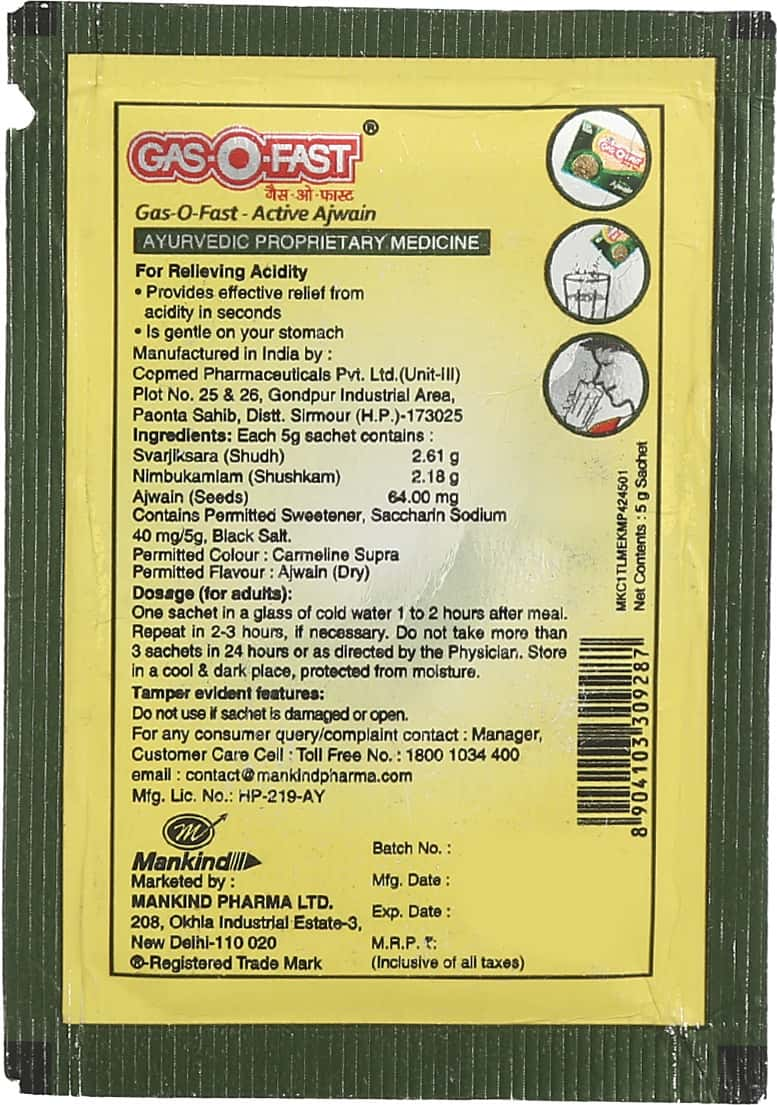 GAS-O-FAST®
गैस-ओ-फास्ट
Gas-O-Fast - Active Ajwain
AYURVEDIC PROPRIETARY MEDICINE
For Relieving Acidity
• Provides effective relief from
acidity in seconds
• Is gentle on your stomach
Manufactured in India by :
Copmed Pharmaceuticals Pvt. Ltd.(Unit-III)
Plot No. 25 & 26, Gondpur Industrial Area,
Paonta Sahib, Distt. Sirmour (H.P.)-173025
Ingredients: Each 5g sachet contains :
Svarjiksara (Shudh) 2.61 g
Nimbukamlam (Shushkam) 2.18 g
Ajwain (Seeds) 64.00 mg
Contains Permitted Sweetener, Saccharin Sodium
40 mg/5g, Black Salt.
Permitted Colour : Carmeline Supra
Permitted Flavour : Ajwain (Dry)
Dosage (for adults):
One sachet in a glass of cold water 1 to 2 hours after meal.
Repeat in 2-3 hours, if necessary. Do not take more than
3 sachets in 24 hours or as directed by the Physician. Store
in a cool & dark place, protected from moisture.
Tamper evident features:
Do not use if sachet is damaged or open.
For any consumer query/complaint contact : Manager,
Customer Care Cell : Toll Free No. : 1800 1034 400
email : contact@mankindpharma.com
Mfg. Lic. No.: HP-219-AY
Mankind
Marketed by :
MANKIND PHARMA LTD.
208, Okhla Industrial Estate-3,
New Delhi-110 020
®-Registered Trade Mark
Batch No. :
Mfg. Date :
Exp. Date :
M.R.P. ₹:
(Inclusive of all taxes)
GAS-O-FAST
Ajwain
MKC1TLMEKMP424501
Net Contents : 5 g Sachet
8 904103 309287